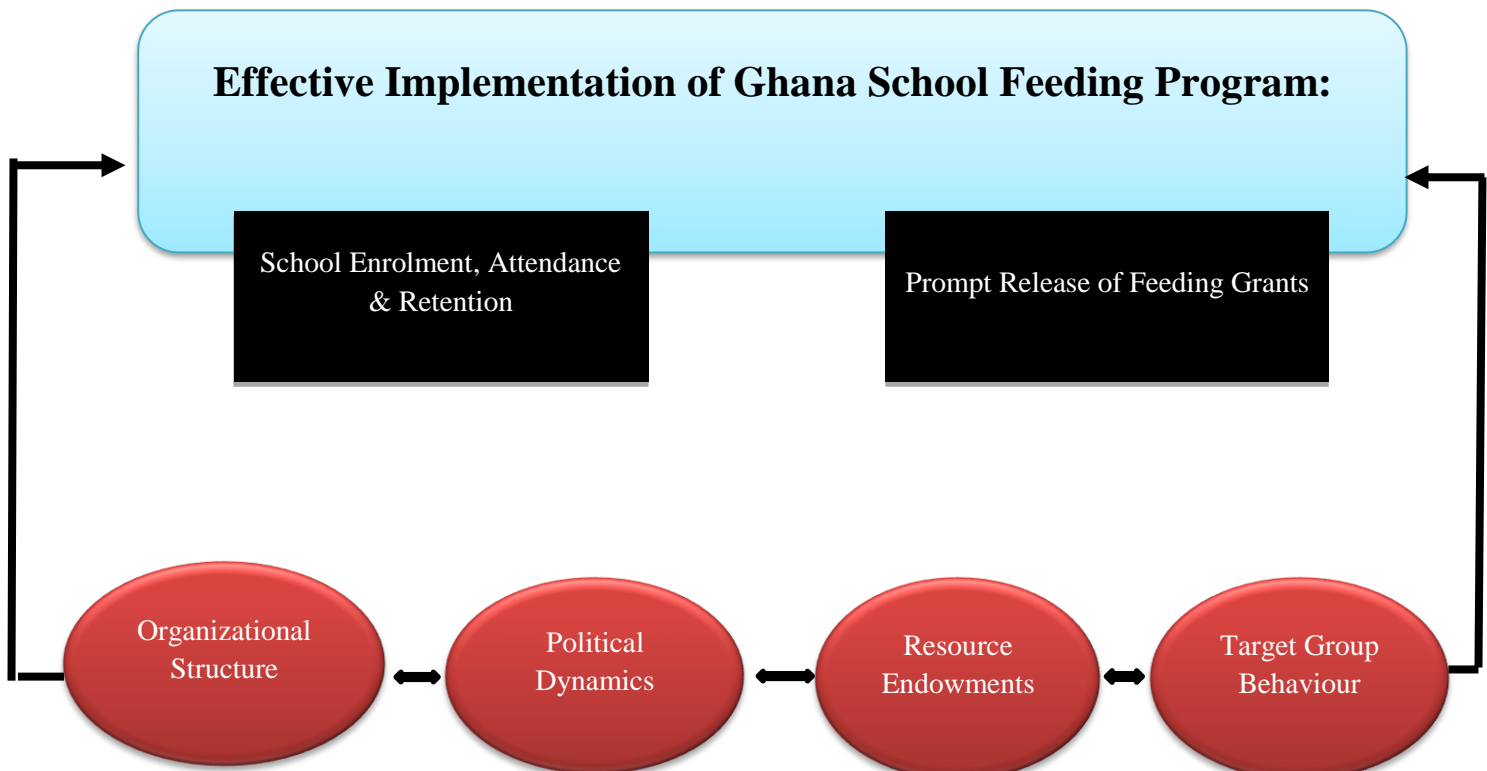 Effective Implementation of Ghana School Feeding Program:
School Enrolment, Attendance
& Retention
Prompt Release of Feeding Grants
Organizational
Structure
Political
Dynamics
Resource
Endowments
Target Group
Behaviour